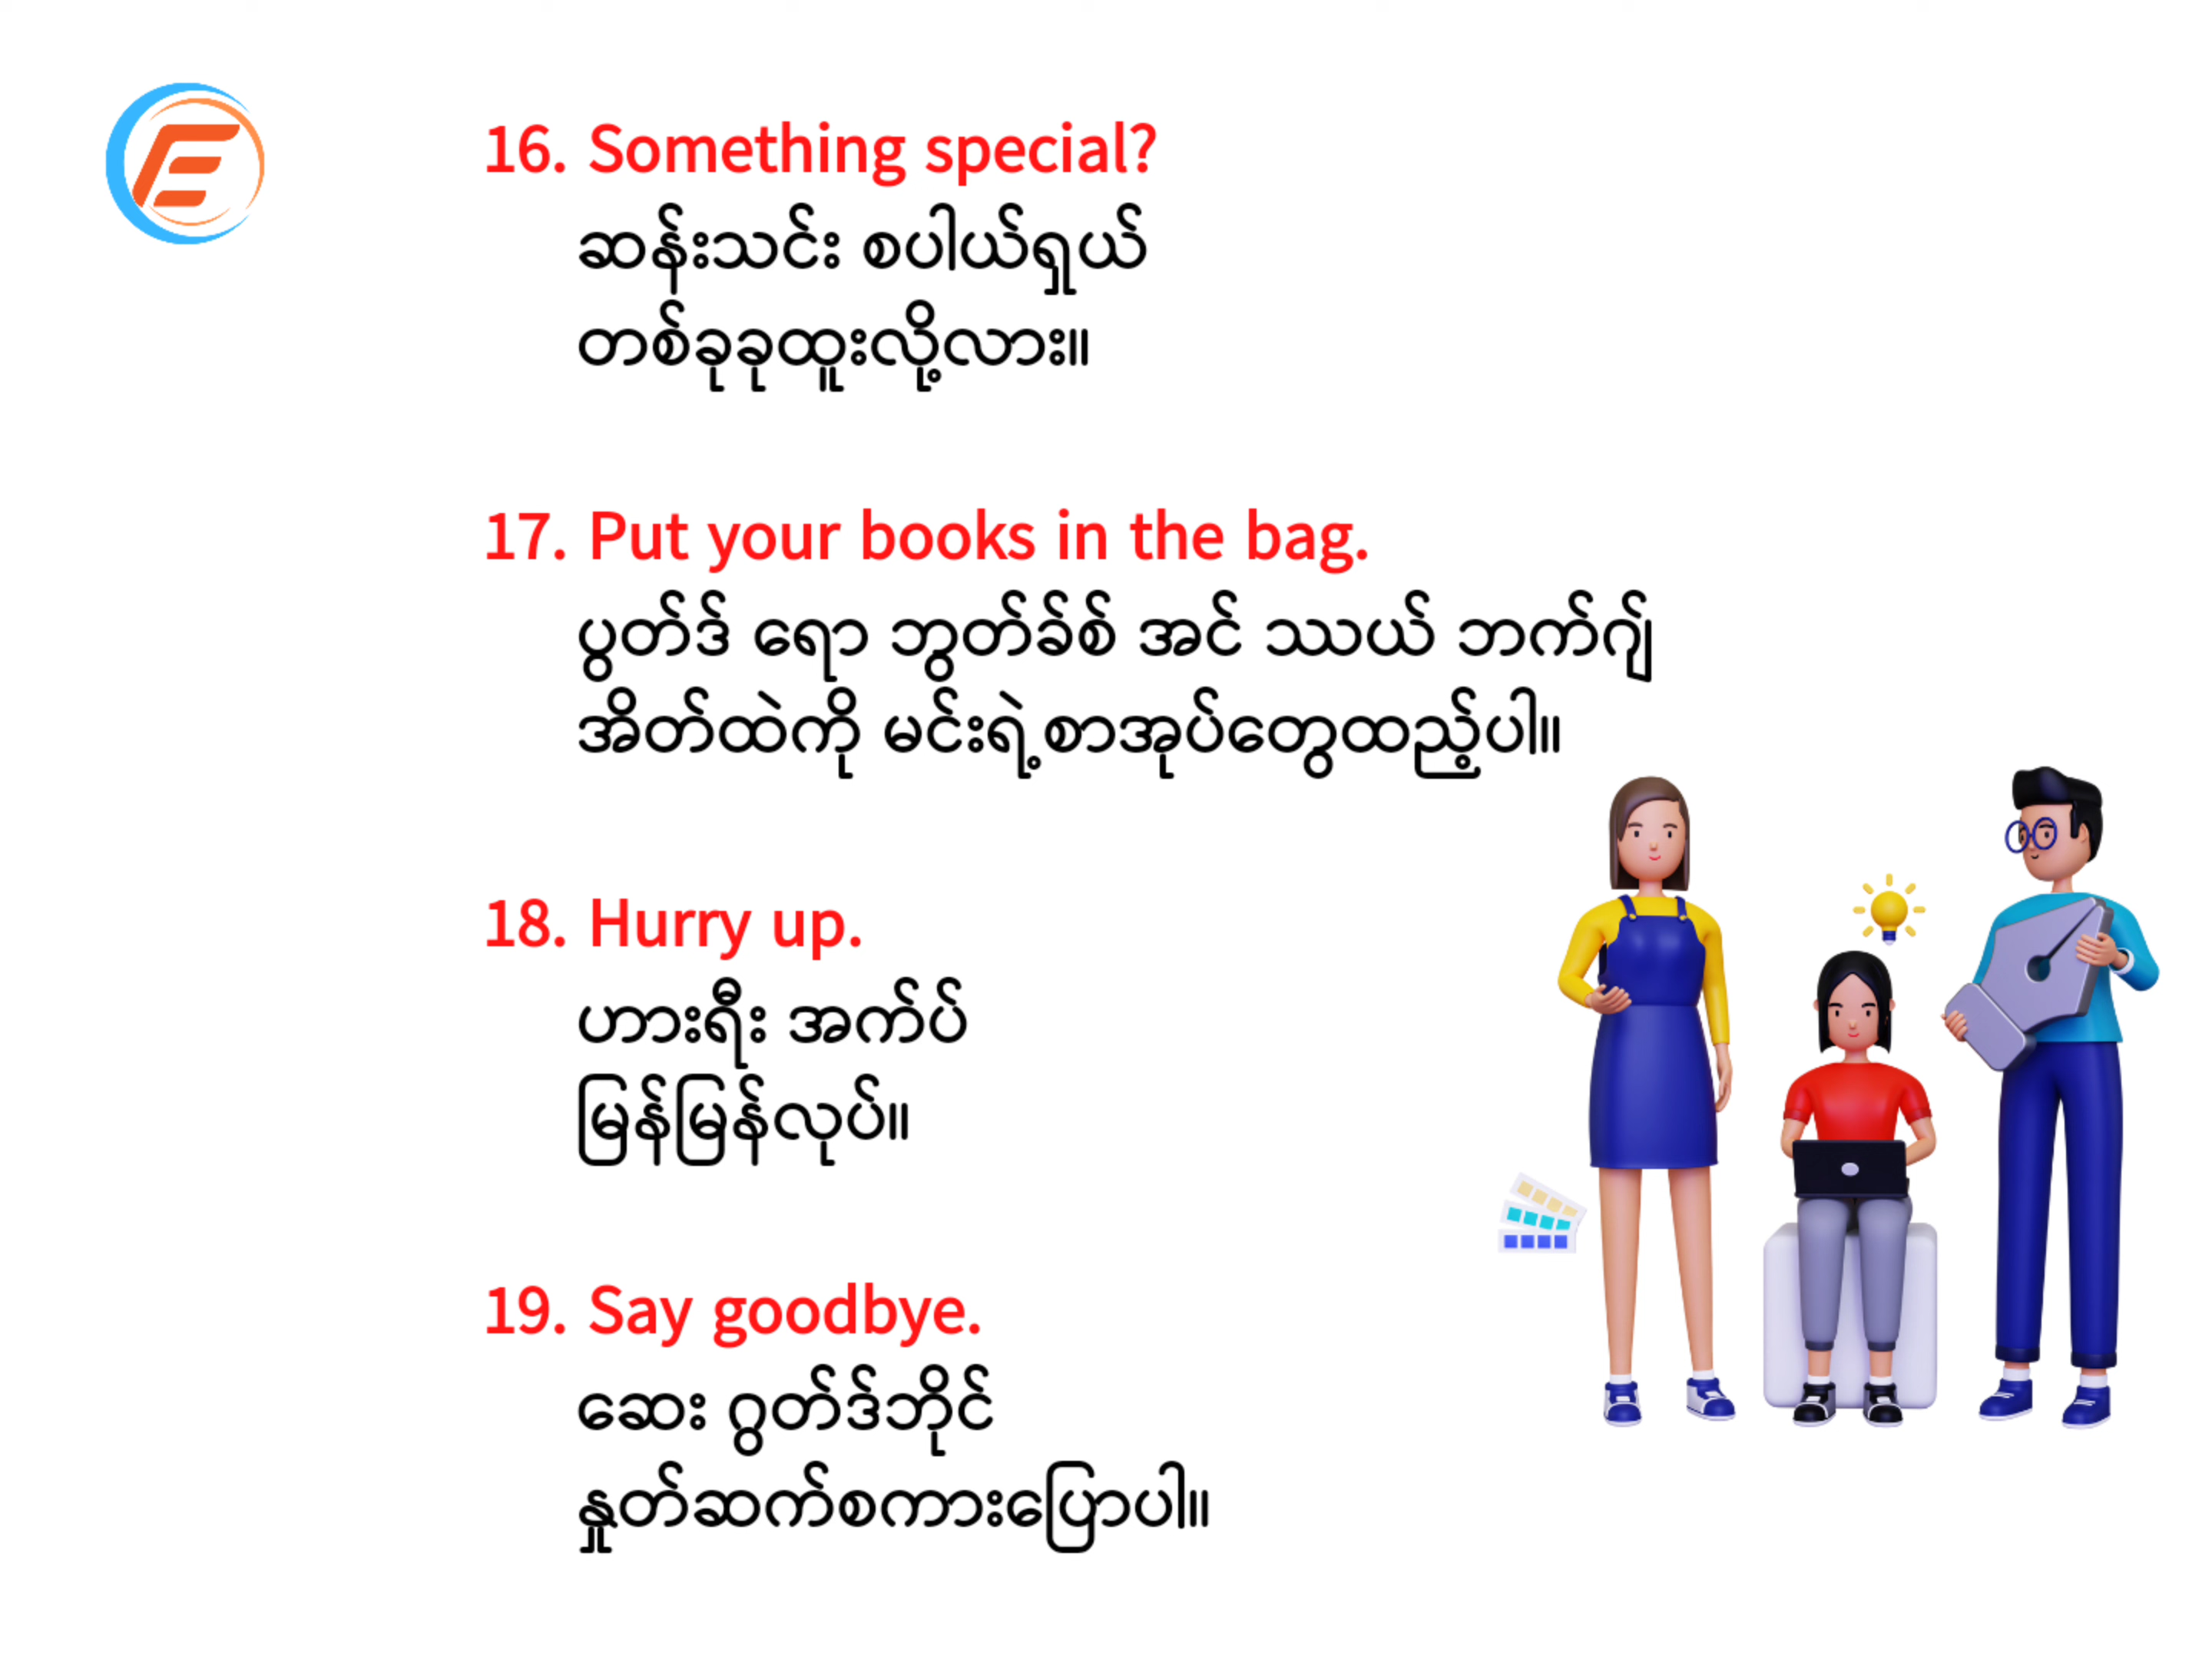 16. Something special?
ဆန်းသင်း စပါယ်ရှယ်
တစ်ခုခုထူးလို့လား။
17. Put your books in the bag.
ပွတ်ဒ် ရော ဘွတ်ခ်စ် အင် ဿယ် ဘက်ဂျ်
အိတ်ထဲကို မင်းရဲ့စာအုပ်တွေထည့်ပါ။
18. Hurry up.
ဟားရီး အက်ပ်
မြန်မြန်လုပ်။
19. Say goodbye.
ဆေး ဂွတ်ဒ်ဘိုင်
နှုတ်ဆက်စကားပြောပါ။